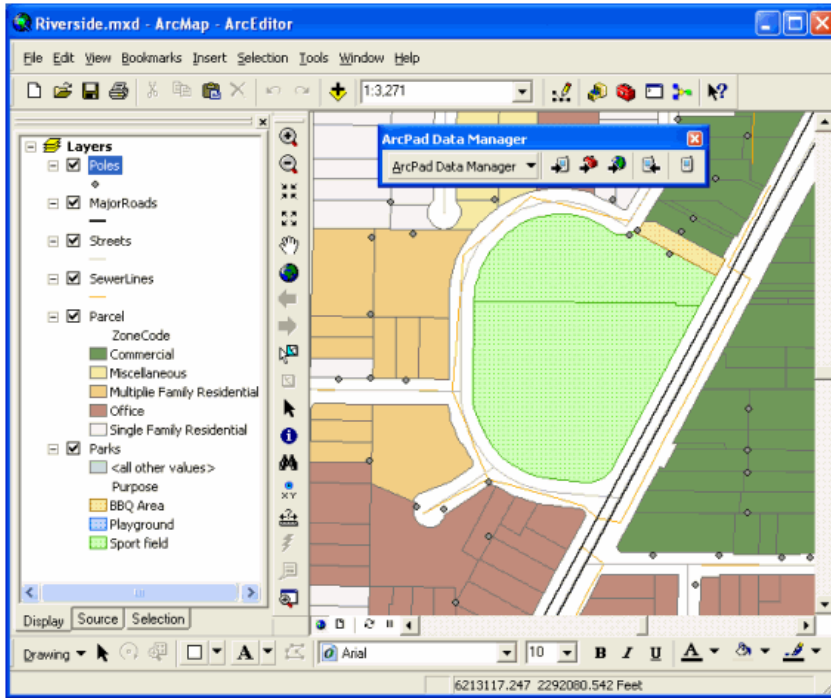 Riverside.mxd - ArcMap - ArcEditor
File Edit View Bookmarks Insert Selection Tools Window Help
1:3,271
ArcPad Data Manager
ArcPad Data Manager
Layers
Poles
MajorRoads
Streets
SewerLines
Parcel
ZoneCode
Commercial
Miscellaneous
Multiplie Family Residential
Office
Single Family Residential
Parks
<all other values>
Purpose
BBQ Area
Playground
Sport field
XY
Display Source Selection
Drawing A Arial 10 B I U A
6213117.247 2292080.542 Feet